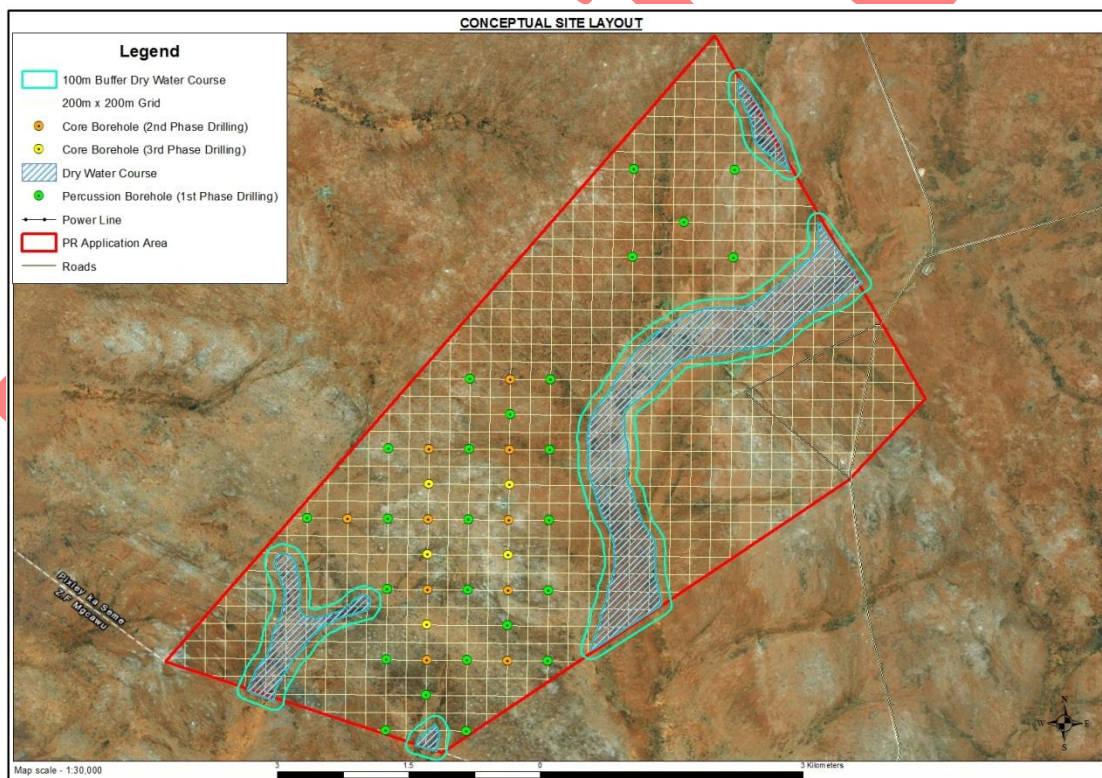 CONCEPTUAL SITE LAYOUT
Legend
100m Buffer Dry Water Course
200m x 200m Grid
Core Borehole (2nd Phase Drilling)
Core Borehole (3rd Phase Drilling)
Dry Water Course
Percussion Borehole (1st Phase Drilling)
Power Line
PR Application Area
Roads
Pixley ka Seme
Z F Mgcawu
N
W
E
S
Map scale - 1:30,000
3
1.5
0
3 Kilometers